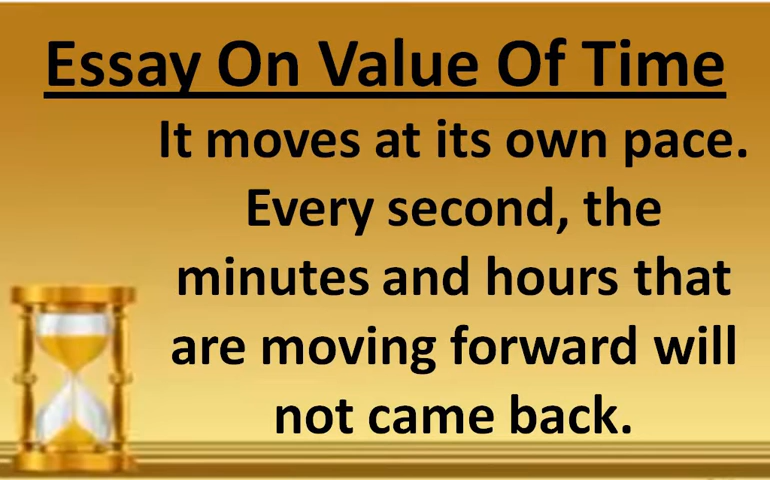 Essay On Value Of Time
It moves at its own pace.
Every second, the
minutes and hours that
are moving forward will
not came back.